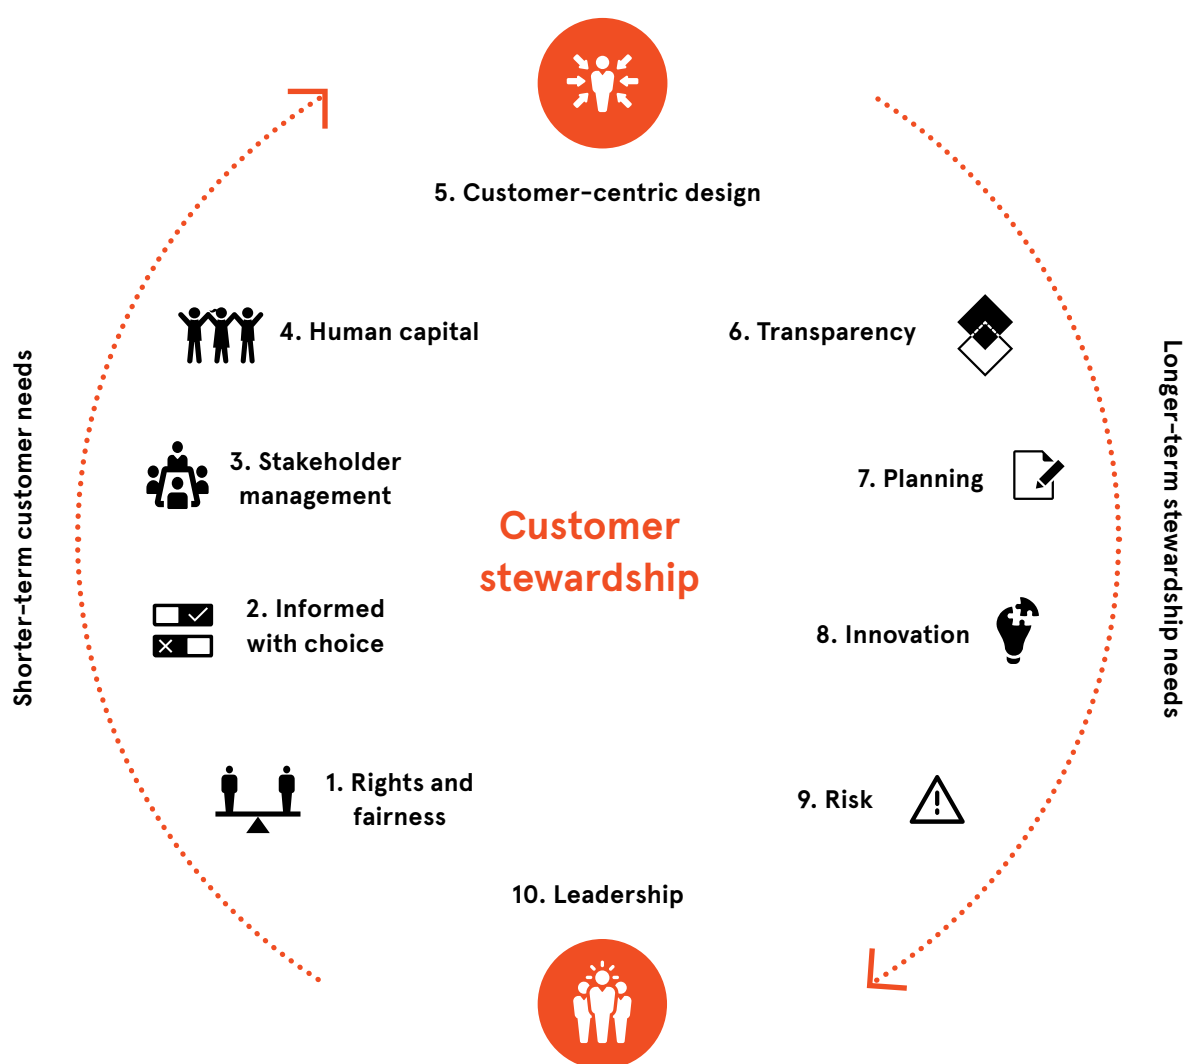 5. Customer-centric design
4. Human capital
6. Transparency
3. Stakeholder
management
7. Planning
Customer
stewardship
2. Informed
with choice
8. Innovation
1. Rights and
fairness
9. Risk
10. Leadership
Shorter-term customer needs
Longer-term stewardship needs